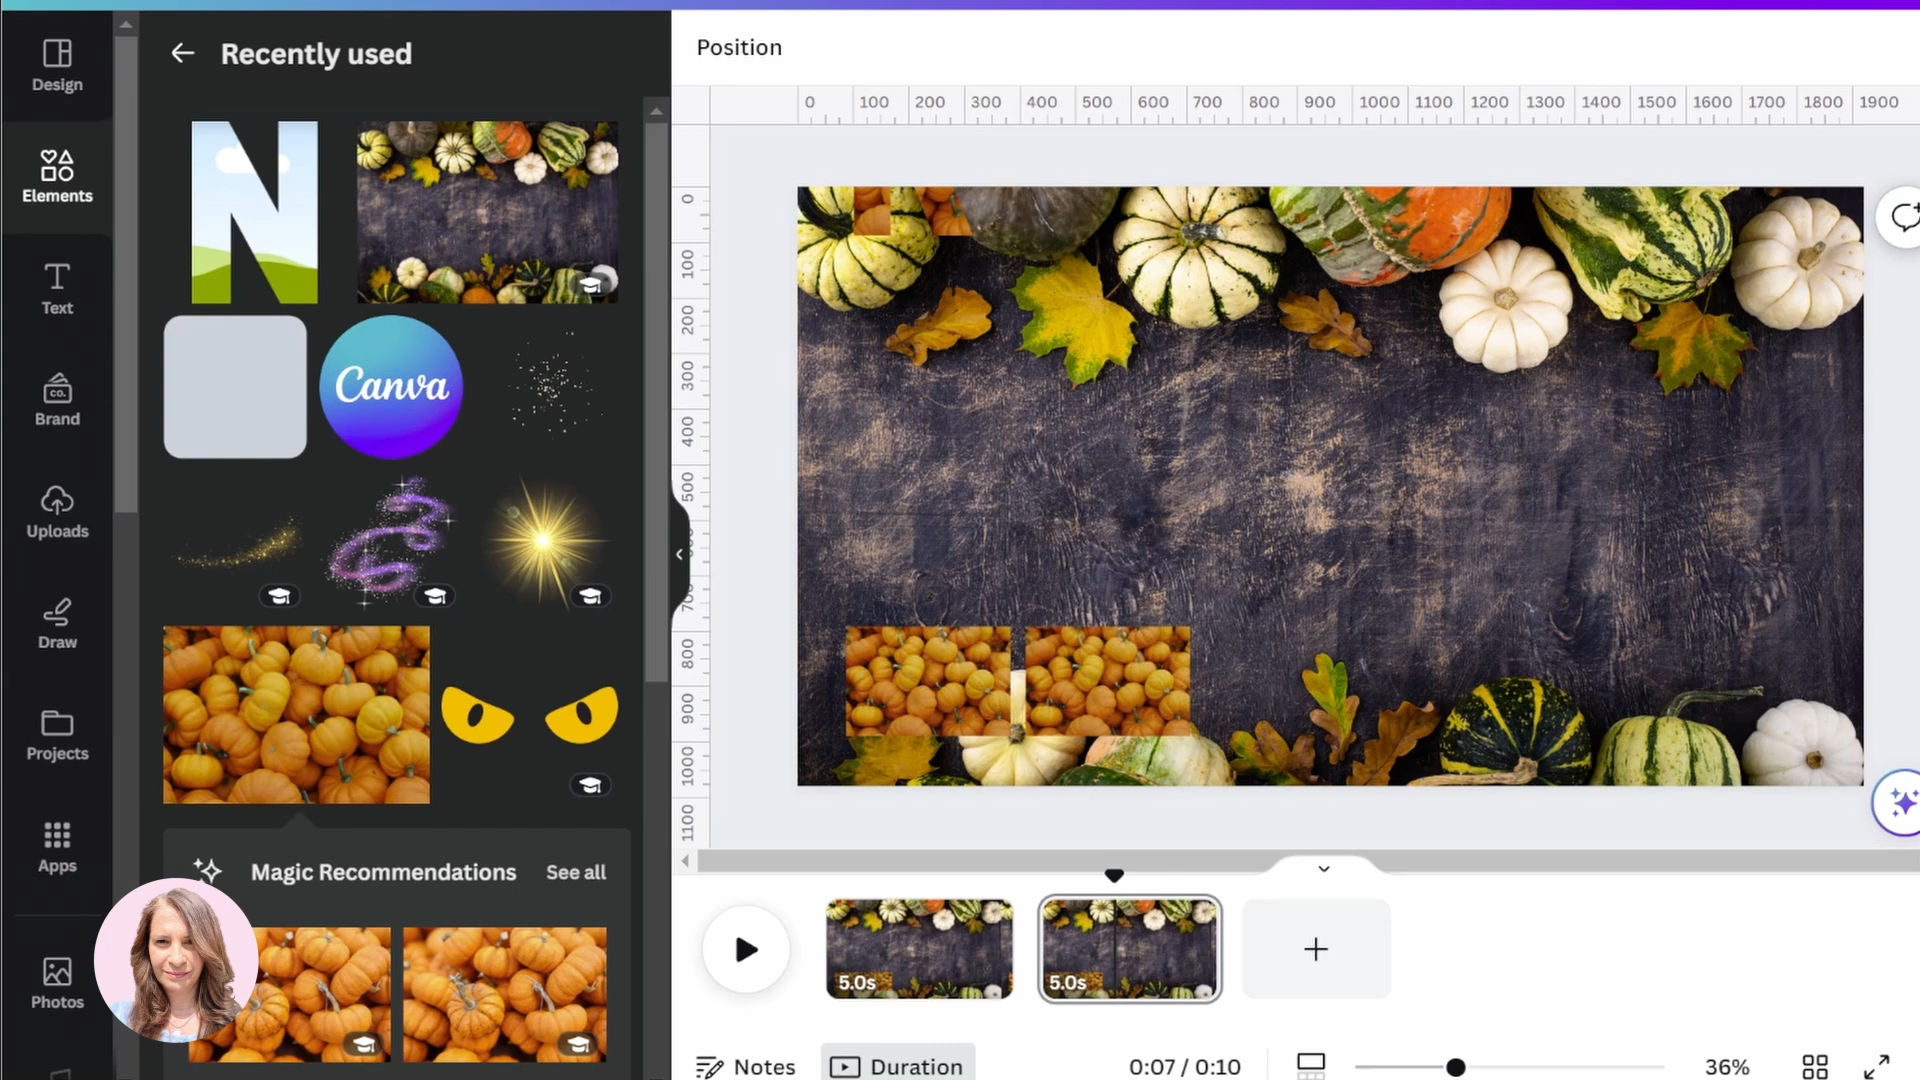 Position
Recently used
Design
Elements
Text
Brand
CO.
Uploads
Draw
Projects
Apps
Photos
N
Canva
Magic Recommendations
See all
0 100 200 300 400 500 600 700 800 900 1000 1100 1200 1300 1400 1500 1600 1700 1800 1900
0
100
200
300
400
500
800
900
1000
1100
5.0s
5.0s
Notes
Duration
0:07 / 0:10
36%